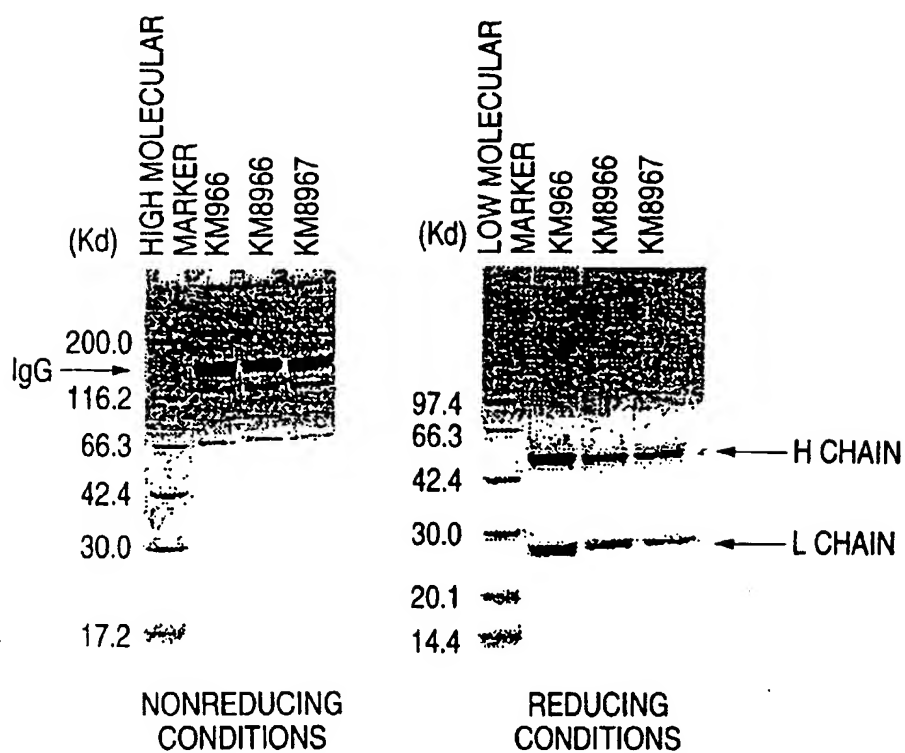 HIGH MOLECULAR
MARKER
KM966
KM8966
KM8967
(Kd)
200.0
IgG
116.2
66.3
42.4
30.0
17.2
NONREDUCING
CONDITIONS
LOW MOLECULAR
MARKER
KM966
KM8966
KM8967
(Kd)
97.4
66.3
H CHAIN
42.4
30.0
L CHAIN
20.1
14.4
REDUCING
CONDITIONS